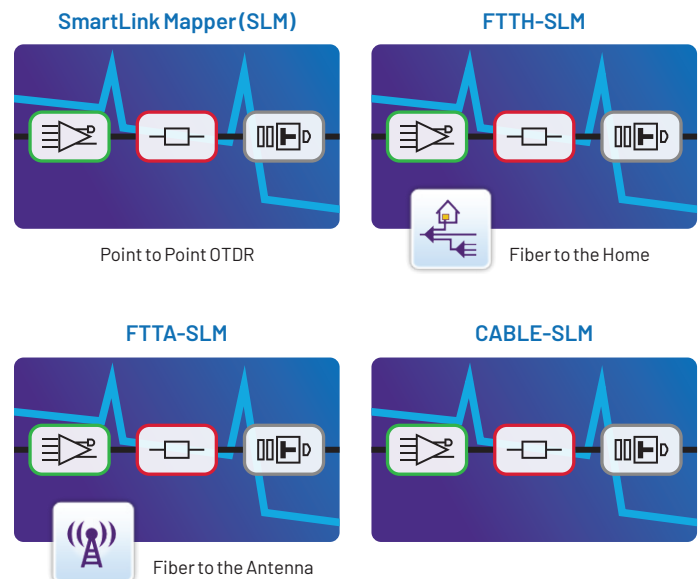 SmartLink Mapper (SLM)
FTTH-SLM
Point to Point OTDR
Fiber to the Home
FTTA-SLM
CABLE-SLM
Fiber to the Antenna